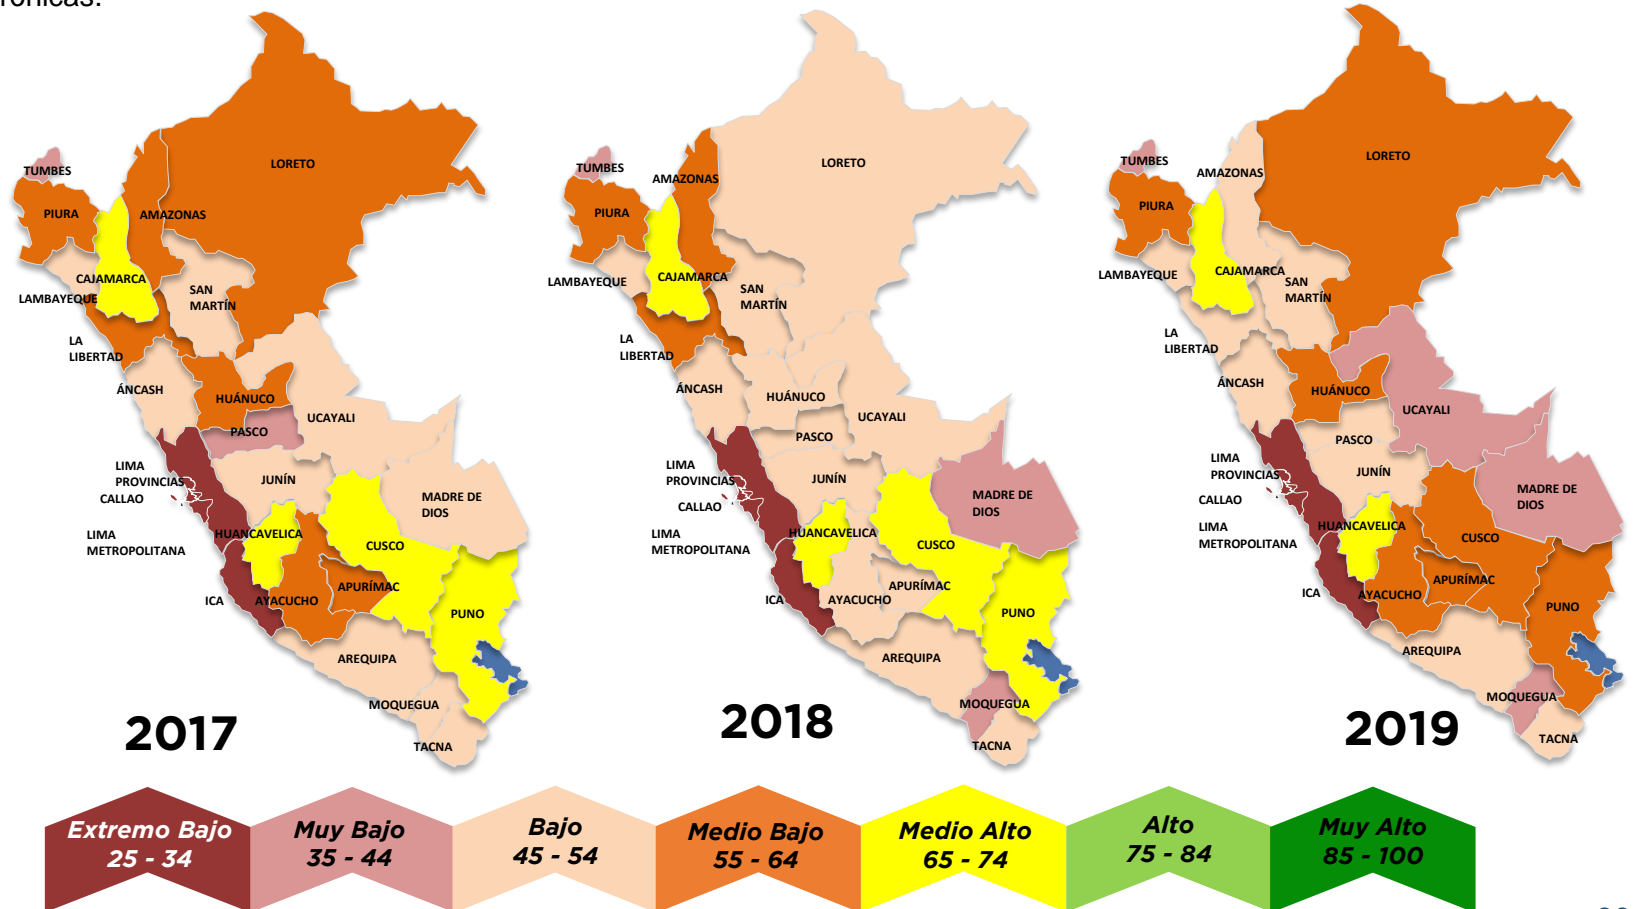 rónicas.
TUMBES
PIURA
LORETO
AMAZONAS
CAJAMARCA
LAMBAYEQUE
SAN
MARTÍN
LA
LIBERTAD
ÁNCASH
HUÁNUCO
UCAYALI
PASCO
LIMA
PROVINCIAS
CALLAO
JUNÍN
MADRE DE
DIOS
LIMA
METROPOLITANA
HUANCAVELICA
CUSCO
ICA
AYACUCHO
APURÍMAC
PUNO
AREQUIPA
MOQUEGUA
TACNA
2017
TUMBES
PIURA
LORETO
AMAZONAS
CAJAMARCA
LAMBAYEQUE
SAN
MARTÍN
LA
LIBERTAD
ÁNCASH
HUÁNUCO
UCAYALI
PASCO
LIMA
PROVINCIAS
CALLAO
JUNÍN
MADRE DE
DIOS
LIMA
METROPOLITANA
HUANCAVELICA
CUSCO
ICA
AYACUCHO
APURÍMAC
PUNO
AREQUIPA
MOQUEGUA
TACNA
2018
TUMBES
PIURA
LORETO
AMAZONAS
CAJAMARCA
LAMBAYEQUE
SAN
MARTÍN
LA
LIBERTAD
ÁNCASH
HUÁNUCO
UCAYALI
PASCO
LIMA
PROVINCIAS
CALLAO
JUNÍN
MADRE DE
DIOS
LIMA
METROPOLITANA
HUANCAVELICA
CUSCO
ICA
AYACUCHO
APURÍMAC
PUNO
AREQUIPA
MOQUEGUA
TACNA
2019
Extremo Bajo
25 - 34
Muy Bajo
35 - 44
Bajo
45 - 54
Medio Bajo
55 - 64
Medio Alto
65 - 74
Alto
75 - 84
Muy Alto
85 - 100